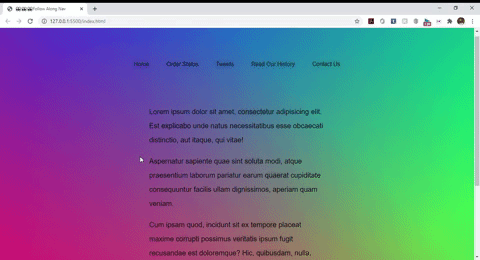 Follow Along Nav
127.0.0.1:5500/index.html
Home Order Status Tweets Read Our History Contact Us
Lorem ipsum dolor sit amet, consectetur adipisicing elit.
Est explicabo unde natus necessitatibus esse obcaecati
distinctio, aut itaque, qui vitae!
Aspernatur sapiente quae sint soluta modi, atque
praesentium laborum pariatur earum quaerat cupiditate
consequuntur facilis ullam dignissimos, aperiam quam
veniam.
Cum ipsam quod, incidunt sit ex tempore placeat
maxime corrupti possimus veritatis ipsum fugit
recusandae est doloremque? Hic, quibusdam, nulla.